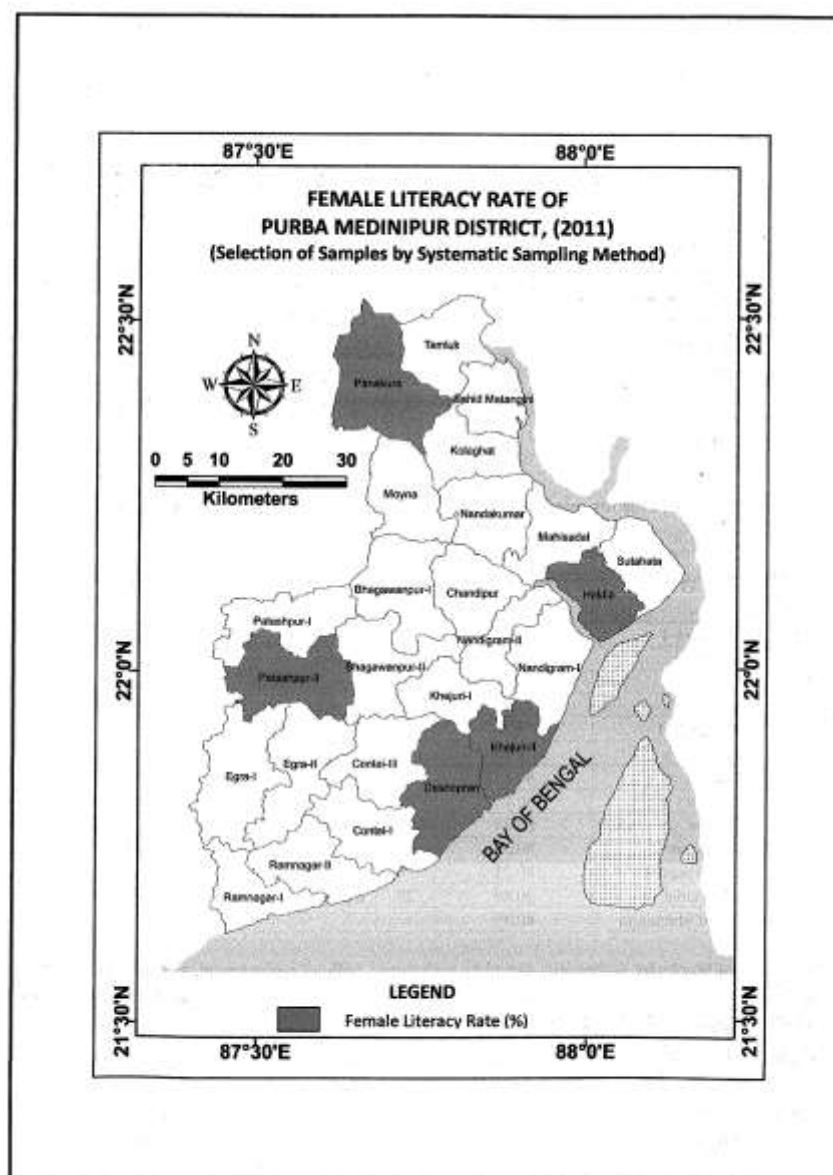 87°30'E 88°0'E
FEMALE LITERACY RATE OF
PURBA MEDINIPUR DISTRICT, (2011)
(Selection of Samples by Systematic Sampling Method)
22°30'N 22°30'N
N
W E
S
Tamluk
Panskura
Sahid Matangini
Kolaghat
0 5 10 20 30
Kilometers
Moyna
Nandakumar
Mahisadal
Sutahata
Haldia
Bhagawanpur-I
Chandipur
Patashpur-I
Nandigram-II
22°0'N 22°0'N
Patashpur-II
Bhagawanpur-II
Nandigram-I
Khejuri-I
Khejuri-II
Egra-I
Egra-II
Contai-III
Deshopran
BAY OF BENGAL
Contai-I
Ramnagar-II
Ramnagar-I
LEGEND
Female Literacy Rate (%)
21°30'N 21°30'N
87°30'E 88°0'E